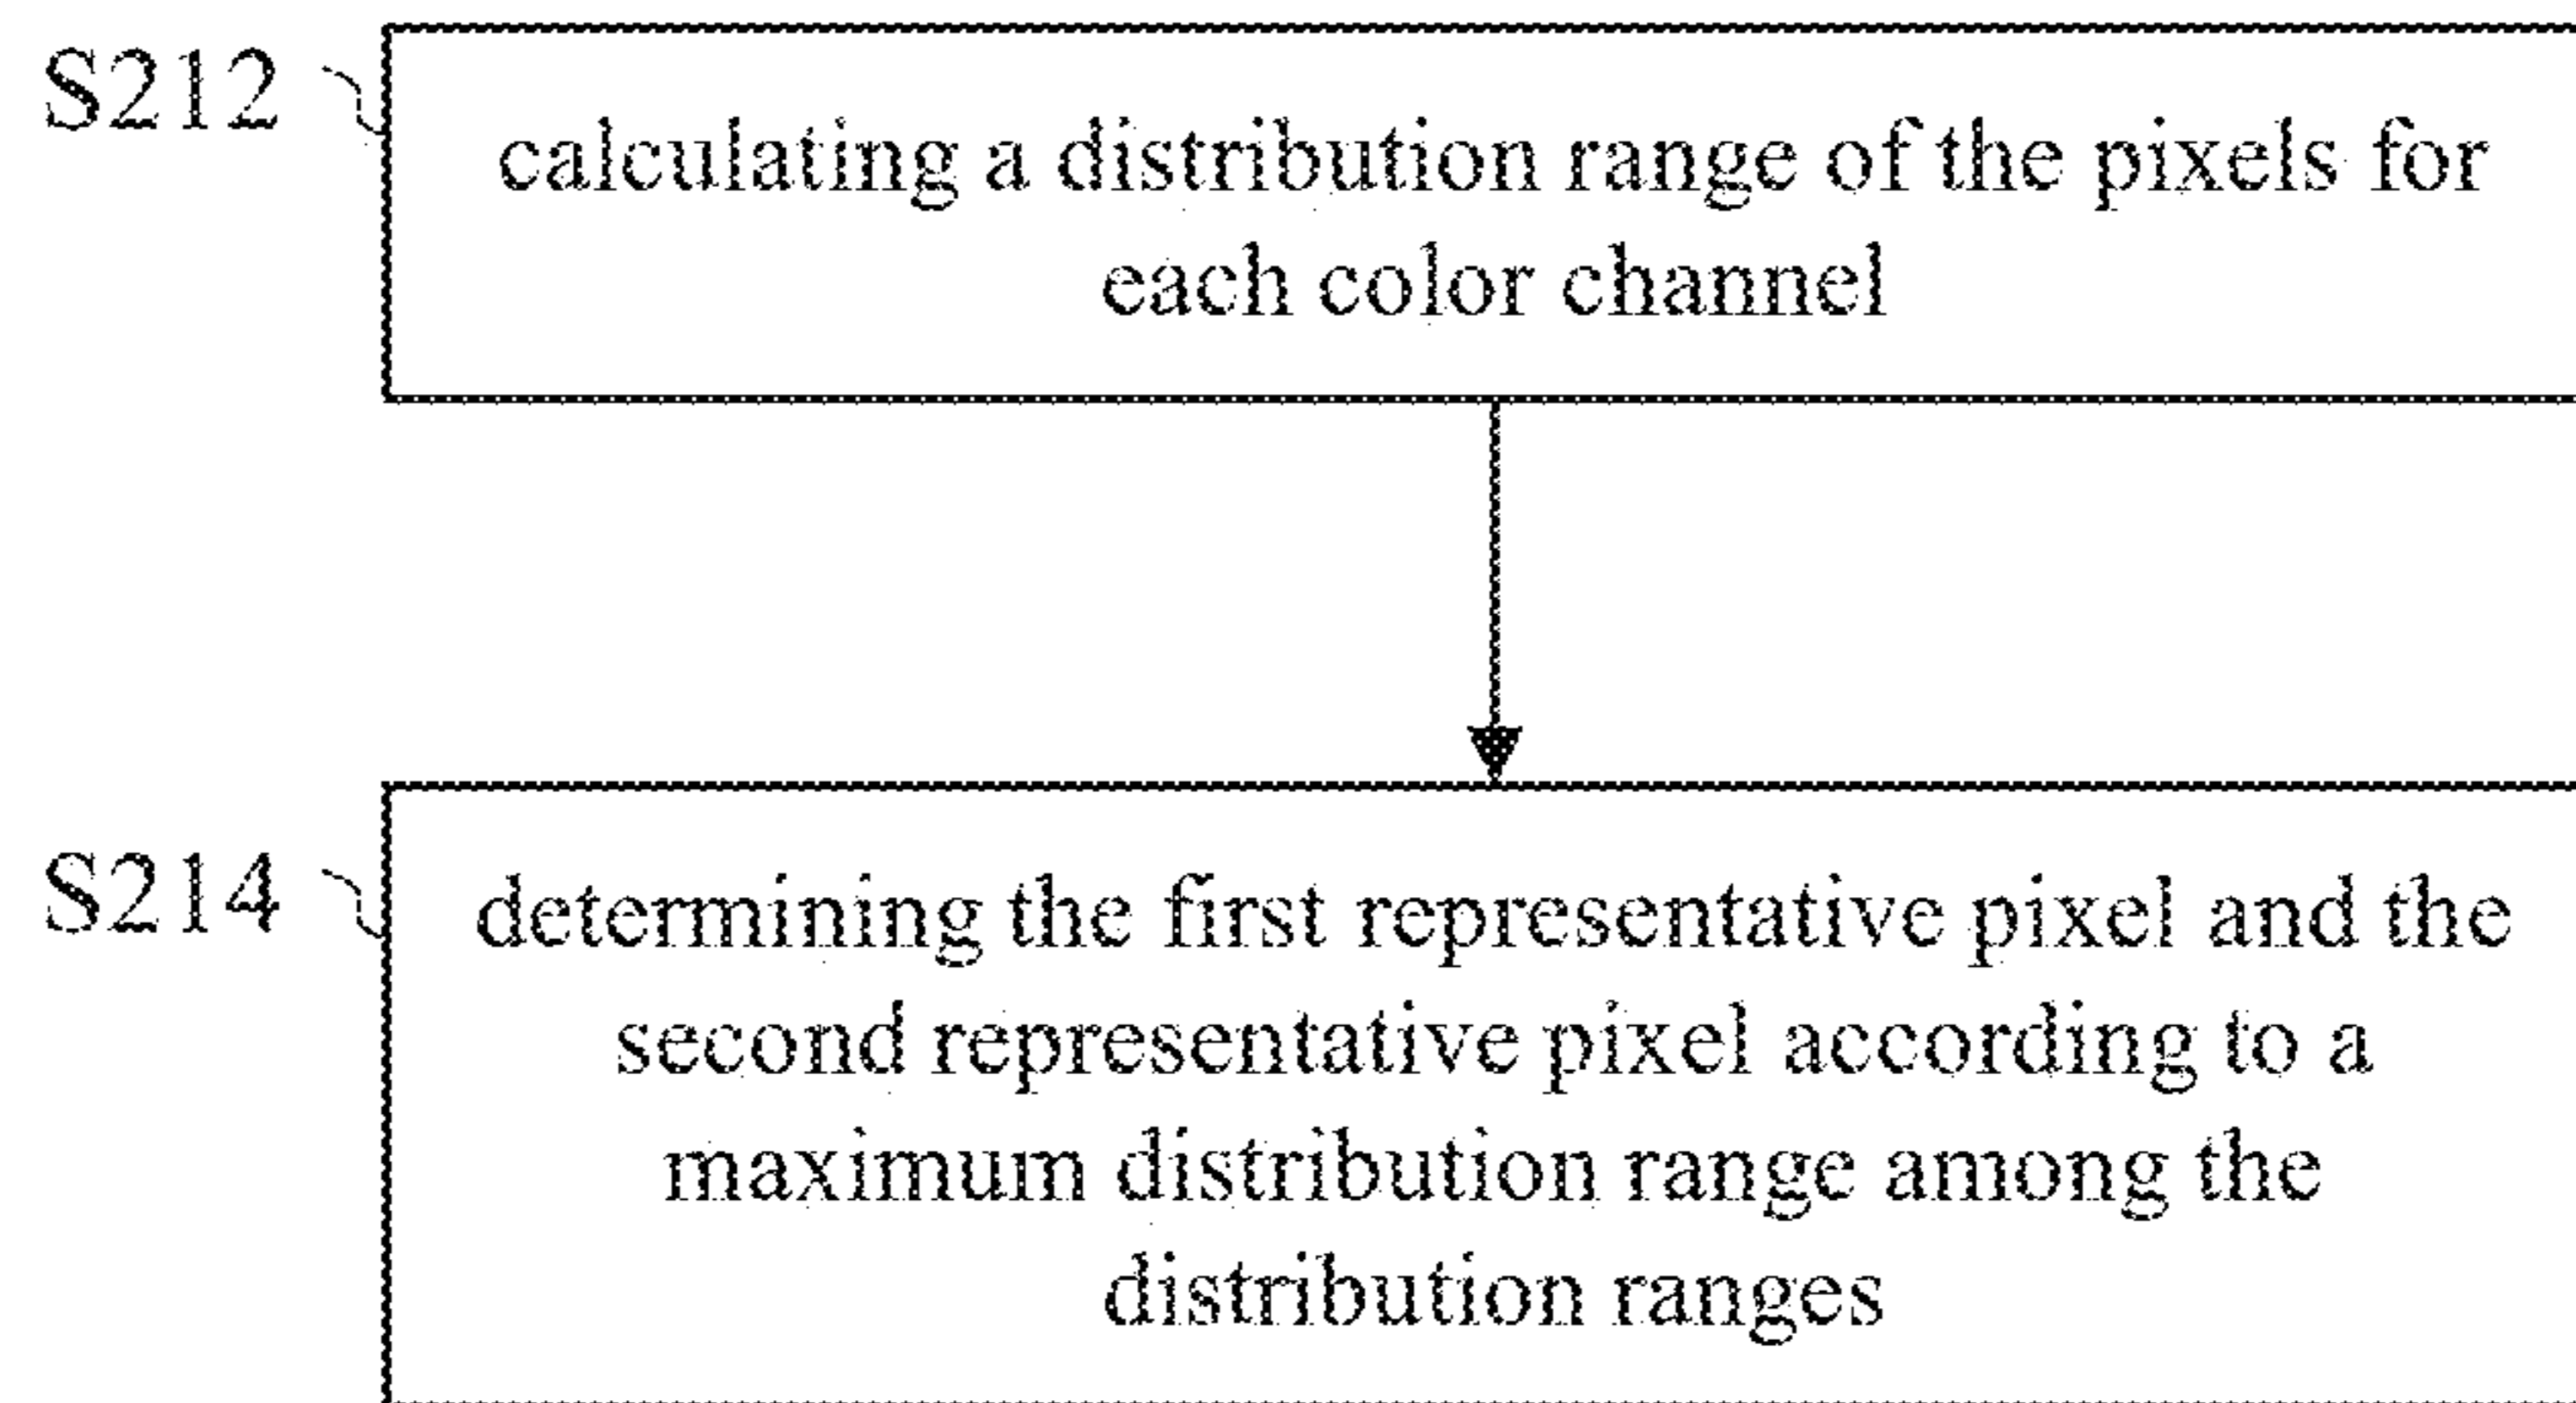 S212
calculating a distribution range of the pixels for
each color channel
S214
determining the first representative pixel and the
second representative pixel according to a
maximum distribution range among the
distribution ranges